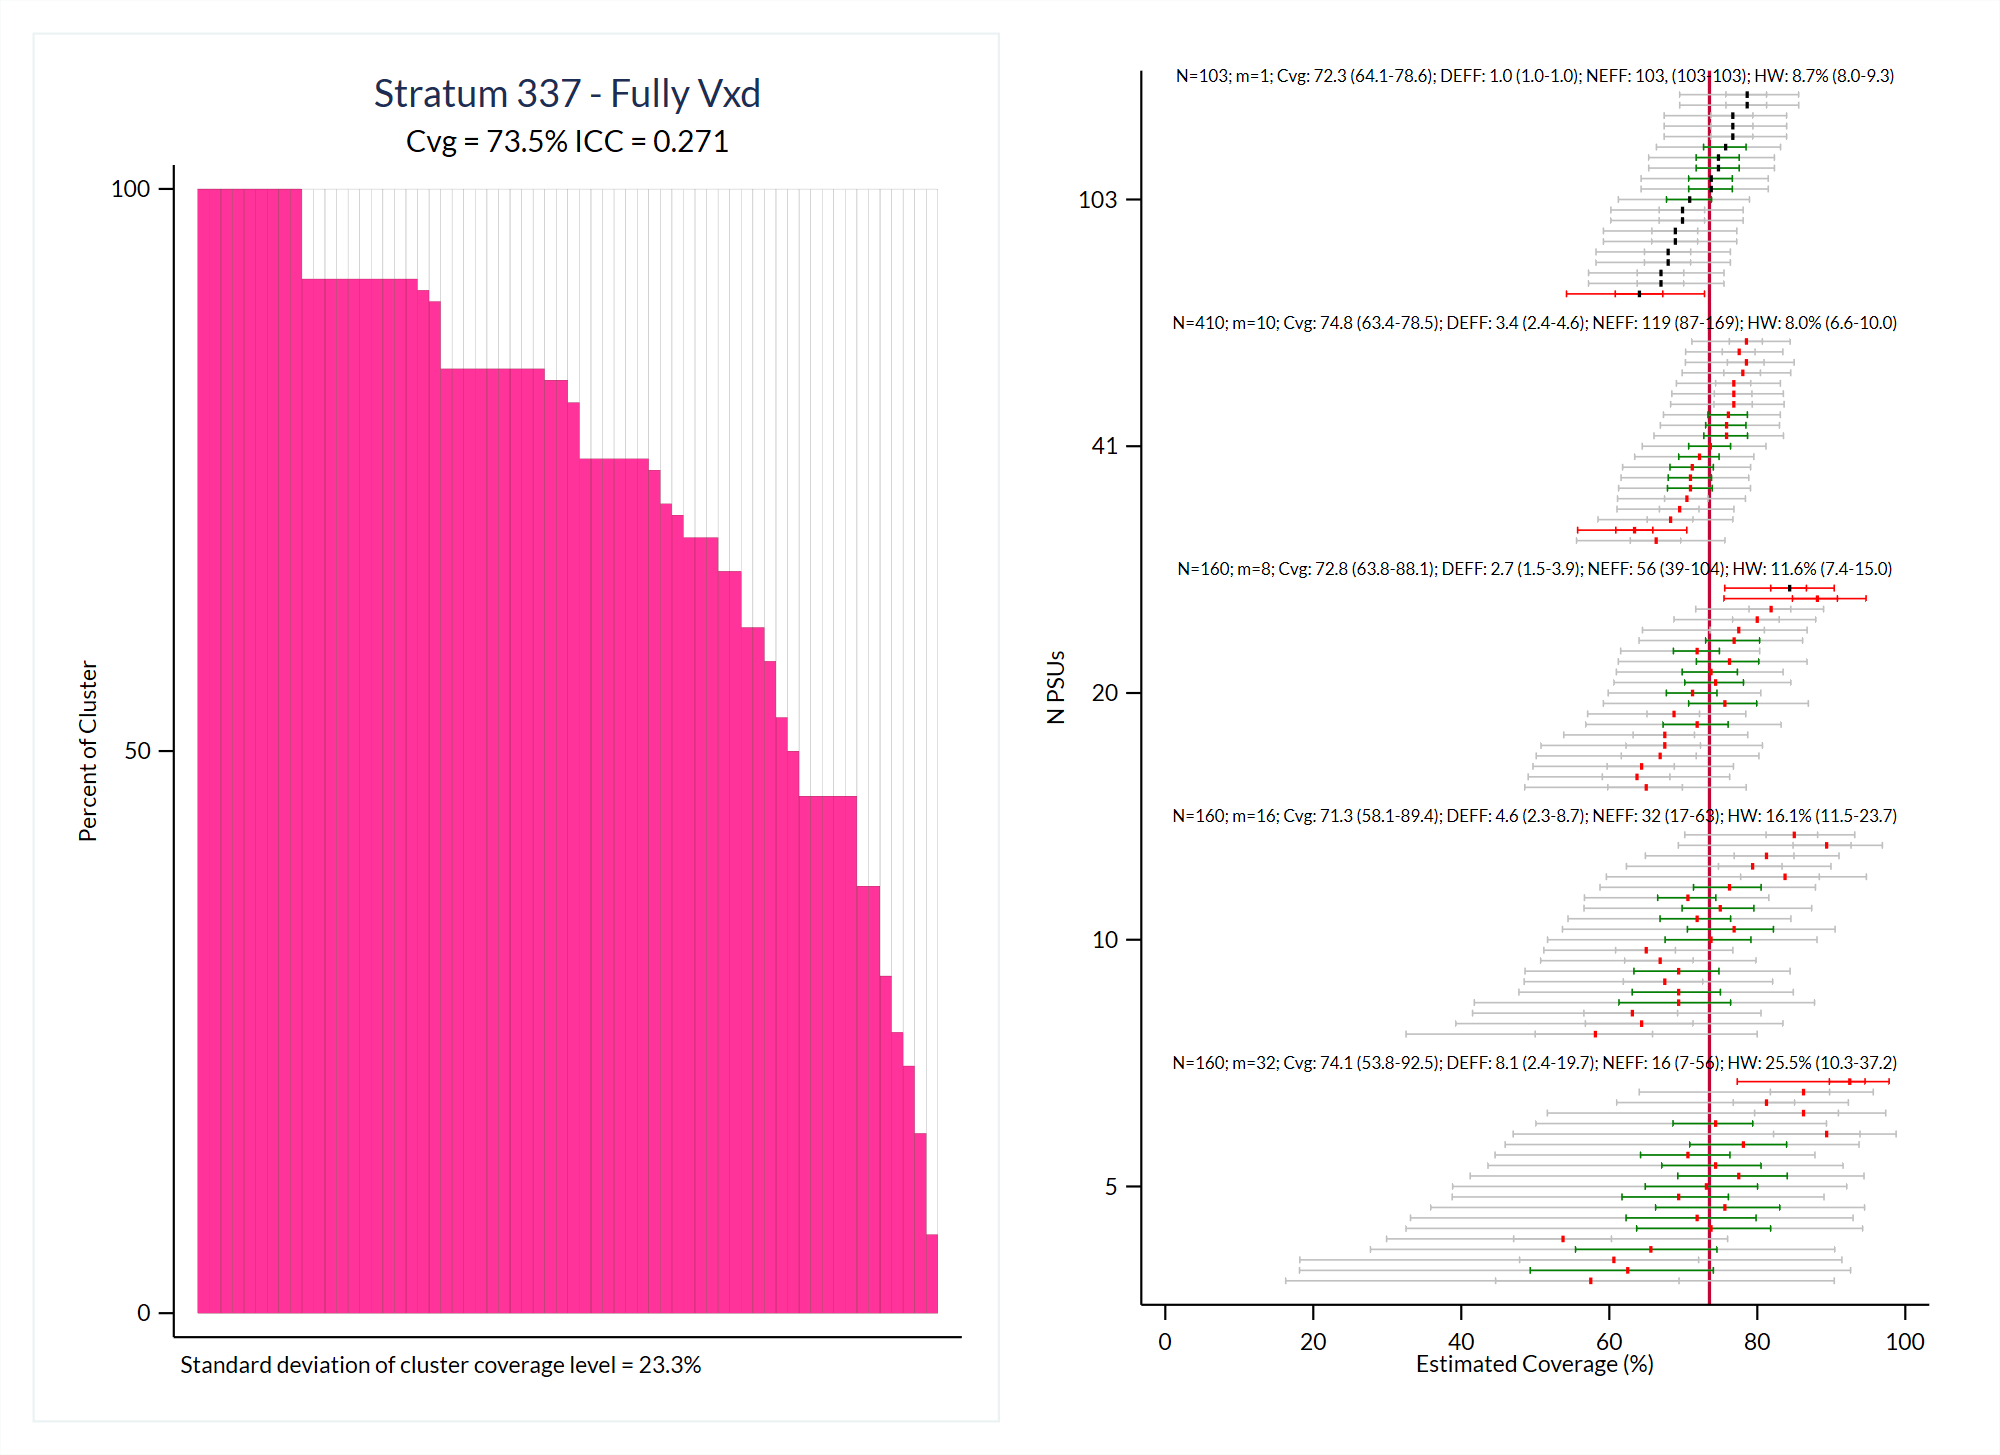 Stratum 337 - Fully Vxd
Cvg = 73.5% ICC = 0.271
100
50
0
Percent of Cluster
Standard deviation of cluster coverage level = 23.3%
N PSUs
N=103; m=1; Cvg: 72.3 (64.1-78.6); DEFF: 1.0 (1.0-1.0); NEFF: 103, (103-103); HW: 8.7% (8.0-9.3)
103
N=410; m=10; Cvg: 74.8 (63.4-78.5); DEFF: 3.4 (2.4-4.6); NEFF: 119 (87-169); HW: 8.0% (6.6-10.0)
41
N=160; m=8; Cvg: 72.8 (63.8-88.1); DEFF: 2.7 (1.5-3.9); NEFF: 56 (39-104); HW: 11.6% (7.4-15.0)
20
N=160; m=16; Cvg: 71.3 (58.1-89.4); DEFF: 4.6 (2.3-8.7); NEFF: 32 (17-63); HW: 16.1% (11.5-23.7)
10
N=160; m=32; Cvg: 74.1 (53.8-92.5); DEFF: 8.1 (2.4-19.7); NEFF: 16 (7-56); HW: 25.5% (10.3-37.2)
5
0 20 40 60 80 100
Estimated Coverage (%)